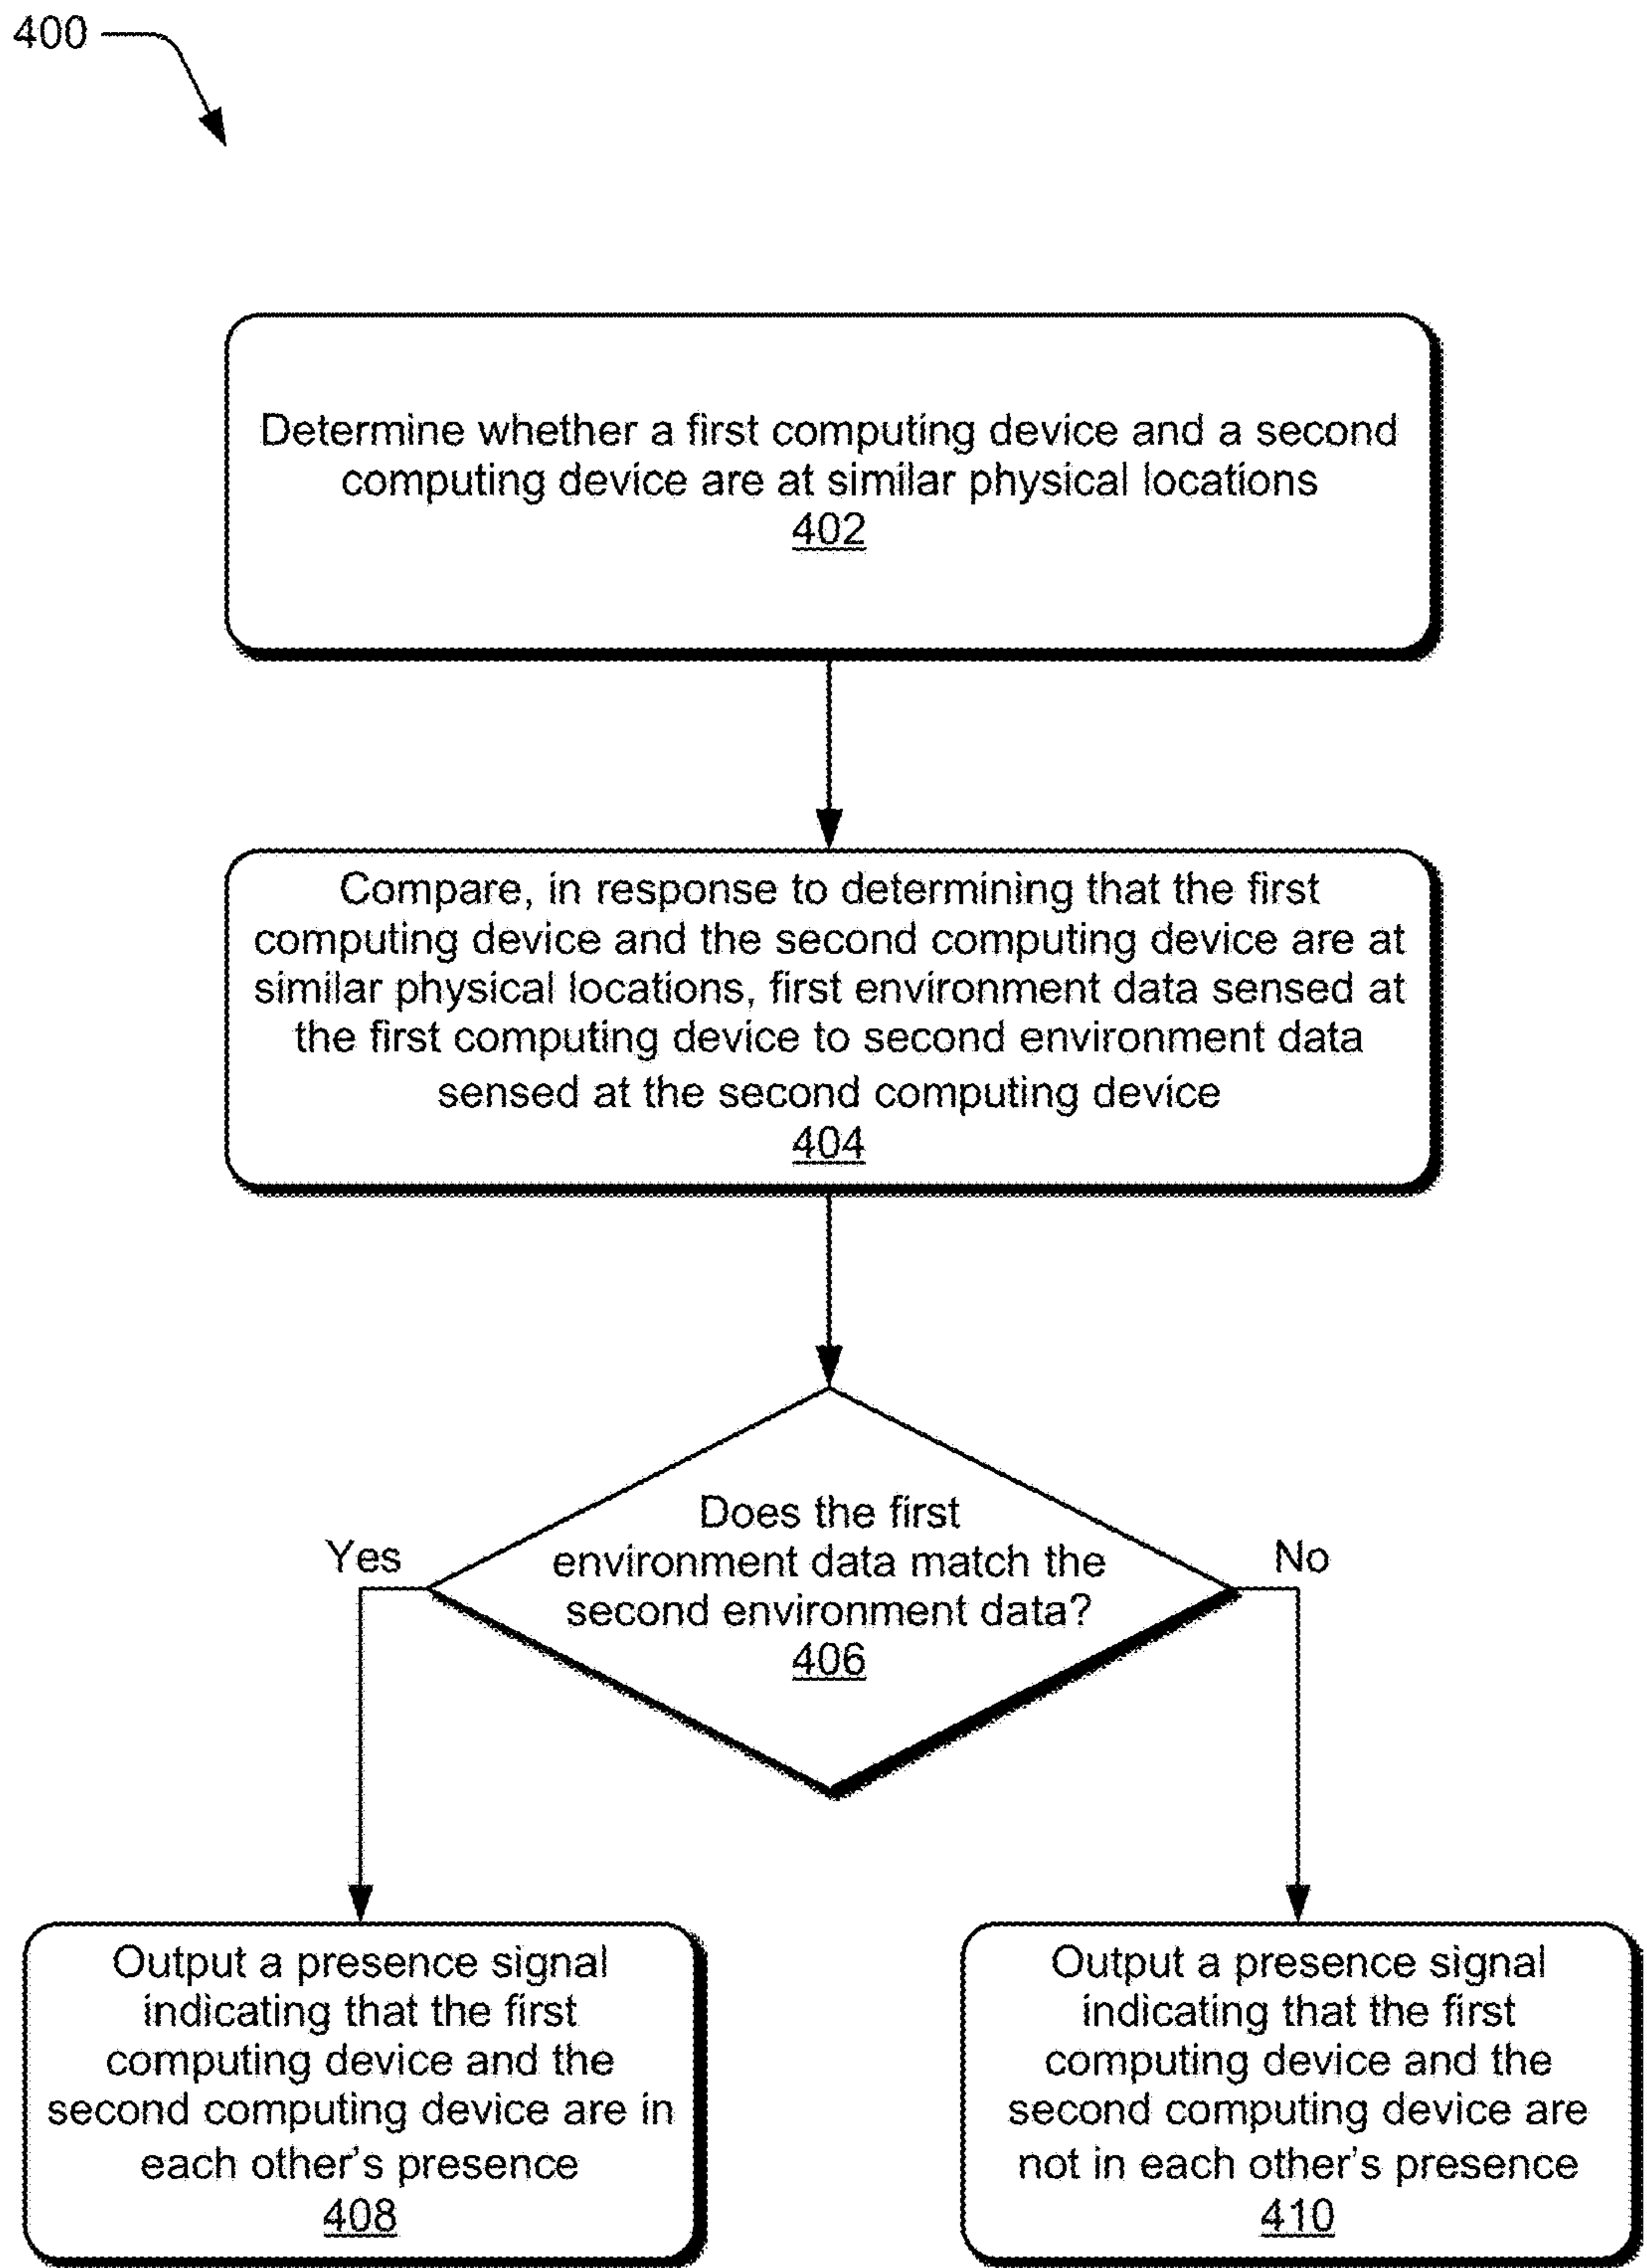 400
Determine whether a first computing device and a second
computing device are at similar physical locations
402
Compare, in response to determining that the first
computing device and the second computing device are at
similar physical locations, first environment data sensed at
the first computing device to second environment data
sensed at the second computing device
404
Does the first
environment data match the
second environment data?
406
Yes
No
Output a presence signal
indicating that the first
computing device and the
second computing device are in
each other's presence
408
Output a presence signal
indicating that the first
computing device and the
second computing device are
not in each other's presence
410